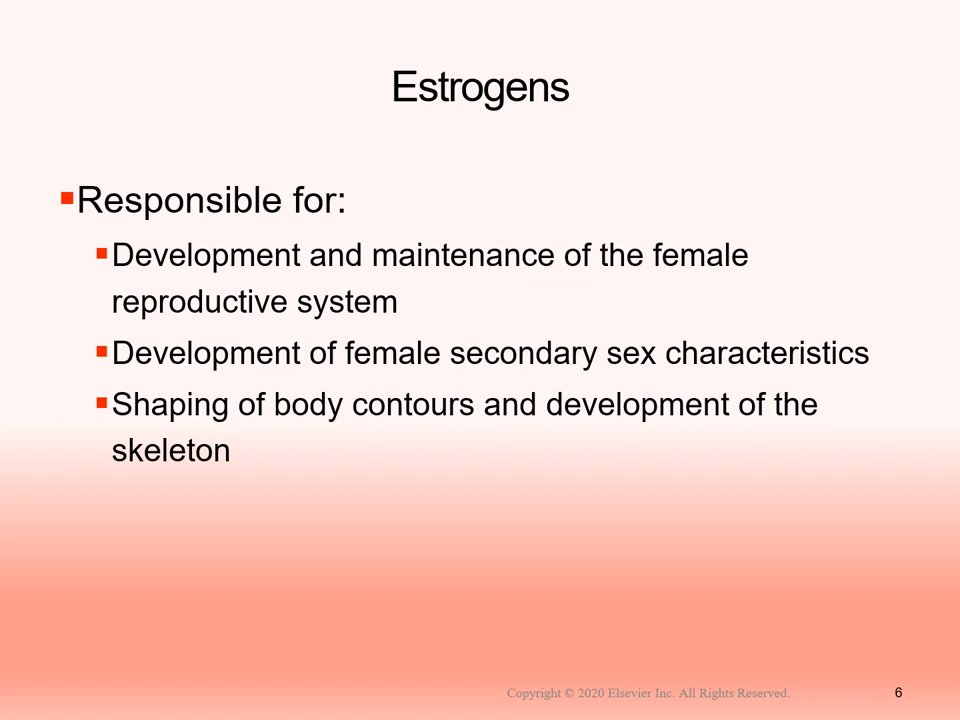 Estrogens
Responsible for:
Development and maintenance of the female
reproductive system
Development of female secondary sex characteristics
Shaping of body contours and development of the
skeleton
Copyright © 2020 Elsevier Inc. All Rights Reserved.
6